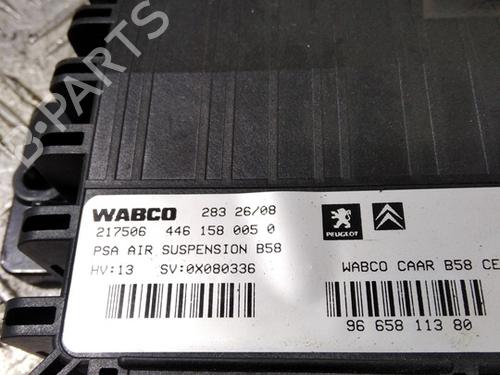 B-PARTS
WABCO 283 26/08
217506 446 158 005 0
PSA AIR SUSPENSION B58
HV:13 SV:0X080336
PEUGEOT
WABCO CAAR B58 CE
96 658 113 80